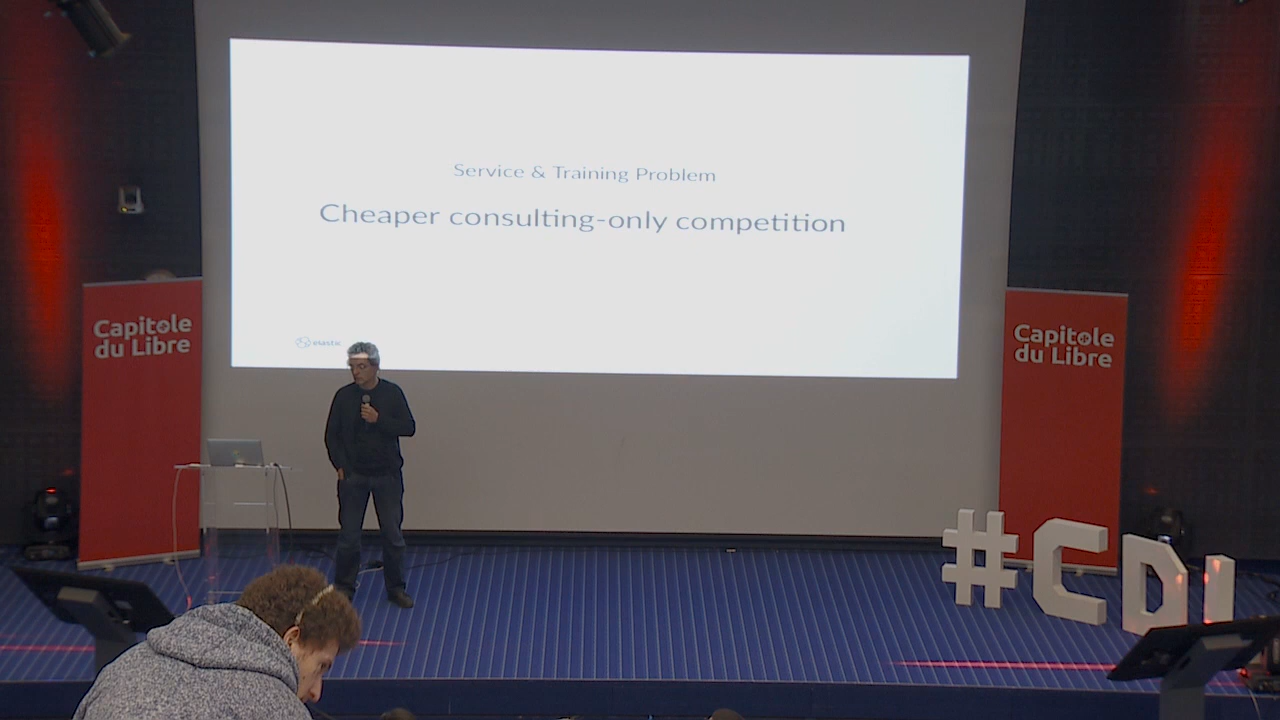 Service & Training Problem
Cheaper consulting-only competition
elastic
Capitole
du Libre
Capitole
du Libre
#CDL